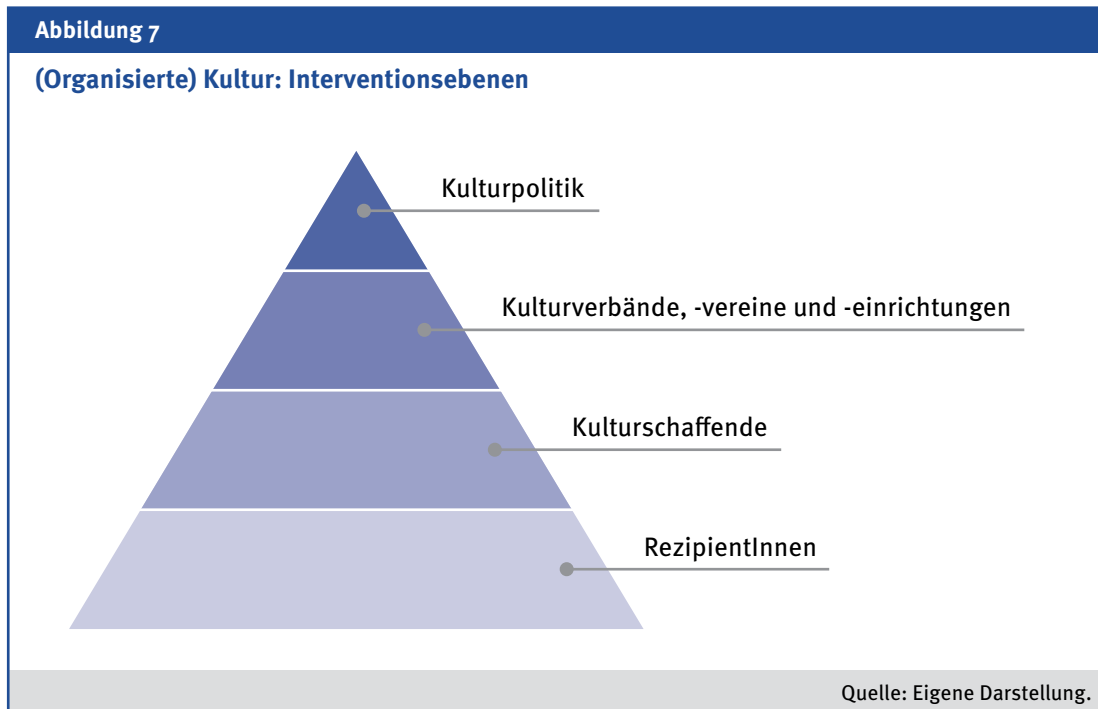 Abbildung 7
(Organisierte) Kultur: Interventionsebenen
Kulturpolitik
Kulturverbände, -vereine und -einrichtungen
Kulturschaffende
RezipientInnen
Quelle: Eigene Darstellung.